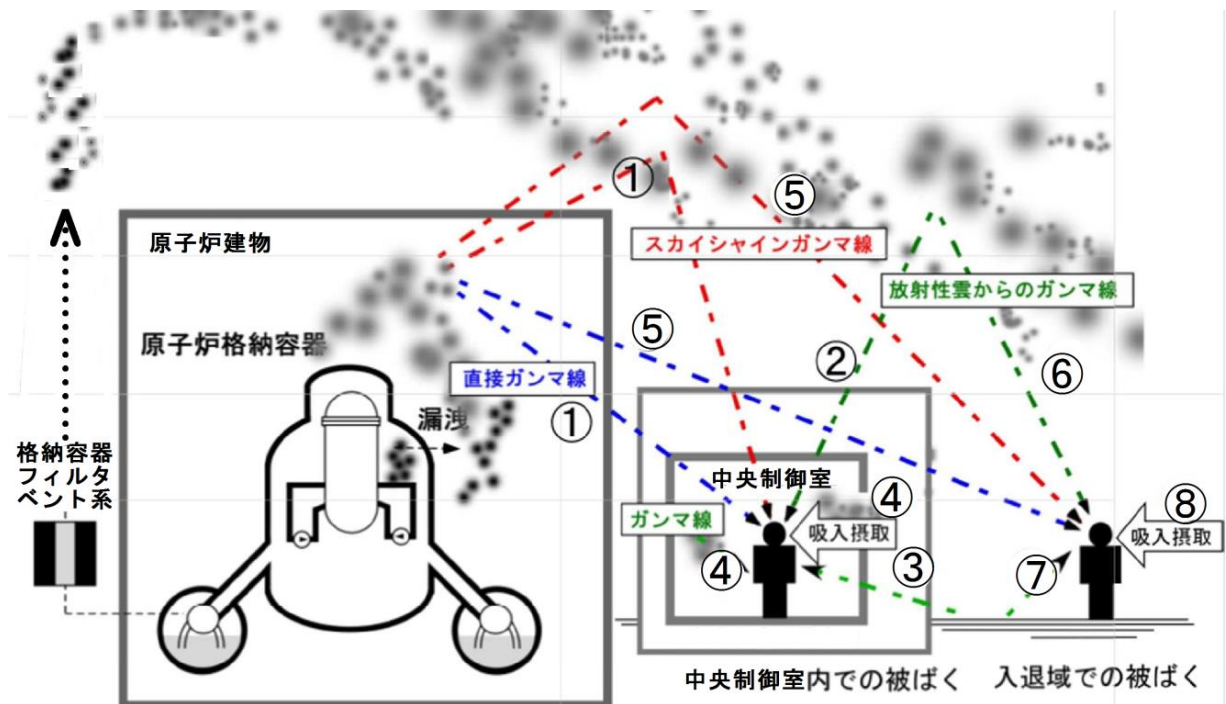 ①
⑤
原子炉建物
スカイシャインガンマ線
放射性雲からのガンマ線
原子炉格納容器
⑤
②
⑥
直接ガンマ線
①
漏洩
格納容器
フィルタ
ベント系
中央制御室
④
ガンマ線
吸入摂取
⑧
吸入摂取
④
③
⑦
中央制御室内での被ばく
入退域での被ばく